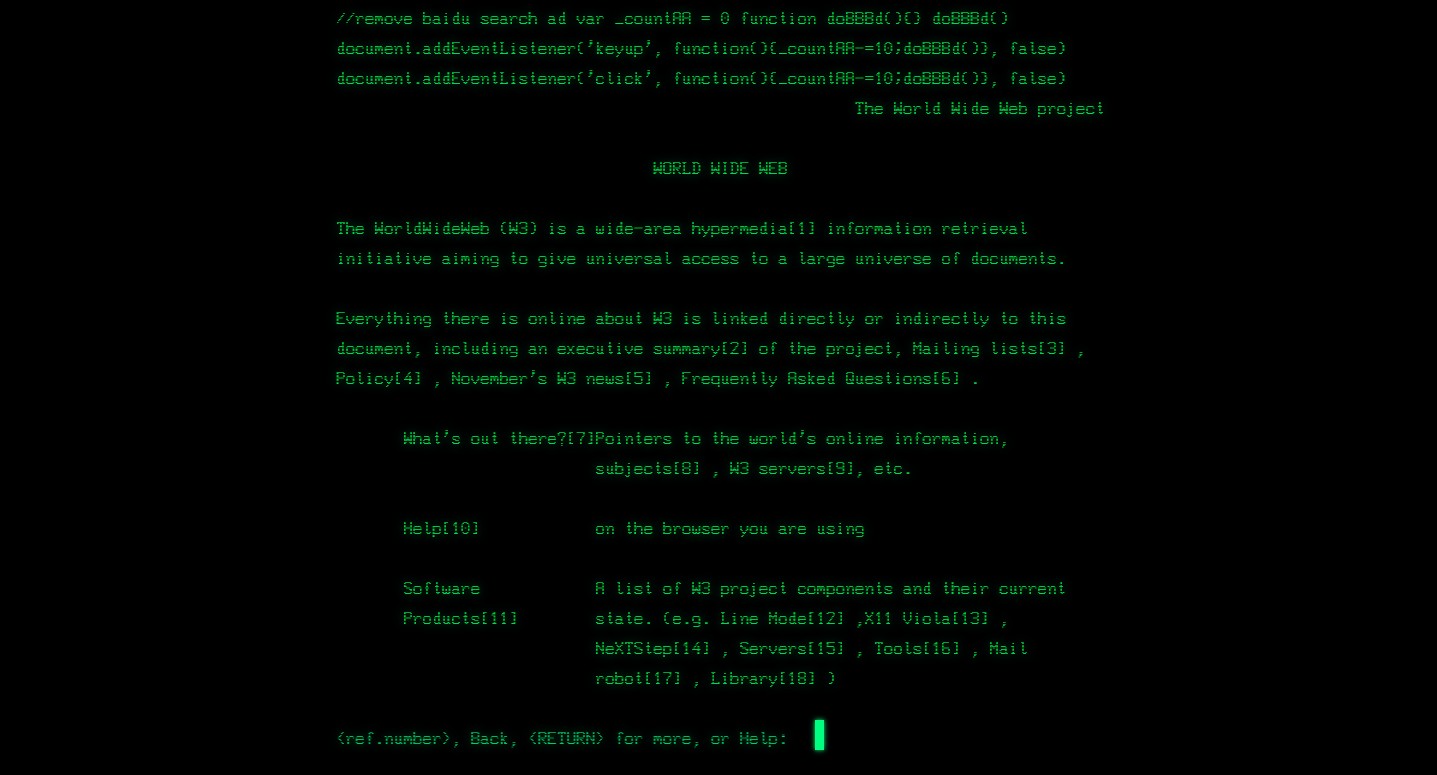 //remove baidu search ad var _countAA = 0 function doBBBd(){} doBBBd()
document.addEventListener('keyup', function(){_countAA-=10;doBBBd()}, false)
document.addEventListener('click', function(){_countAA-=10;doBBBd()}, false)
The World Wide Web project
WORLD WIDE WEB
The WorldWideWeb (W3) is a wide-area hypermedia[1] information retrieval
initiative aiming to give universal access to a large universe of documents.
Everything there is online about W3 is linked directly or indirectly to this
document, including an executive summary[2] of the project, Mailing lists[3] ,
Policy[4] , November's W3 news[5] , Frequently Asked Questions[6] .
What's out there?[7]Pointers to the world's online information,
subjects[8] , W3 servers[9], etc.
Help[10] on the browser you are using
Software A list of W3 project components and their current
Products[11] state. (e.g. Line Mode[12] ,X11 Viola[13] ,
NeXTStep[14] , Servers[15] , Tools[16] , Mail
robot[17] , Library[18] )
<ref.number>, Back, <RETURN> for more, or Help: